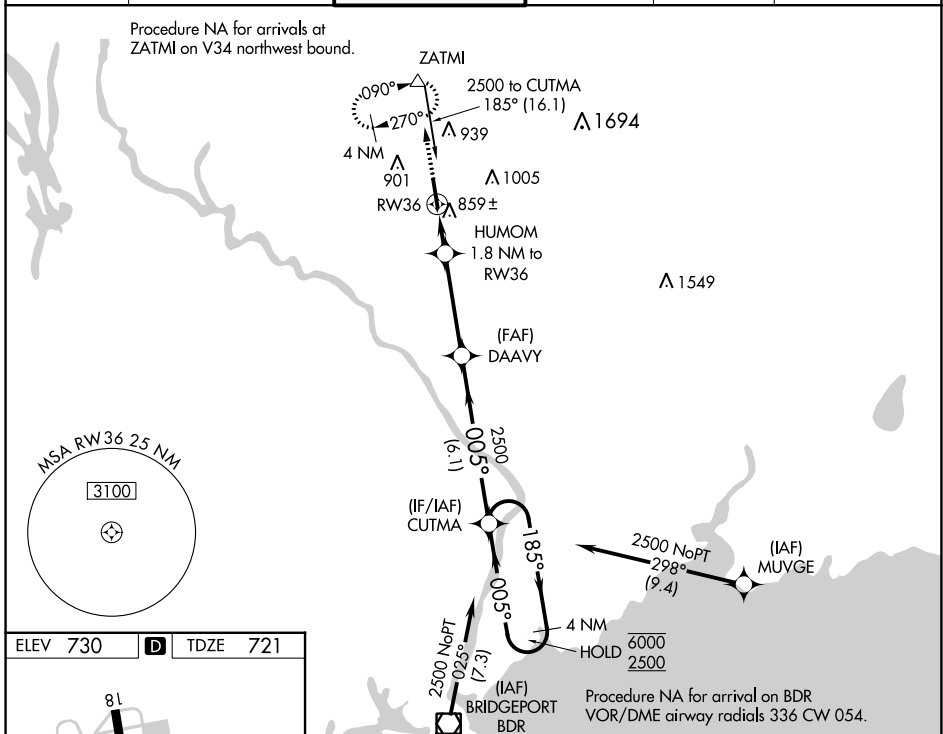 Procedure NA for arrivals at
ZATMI on V34 northwest bound.
ZATMI
090°
2500 to CUTMA
185° (16.1)
270°
1694
939
4 NM
901
1005
RW36
859±
HUMOM
1.8 NM to
RW36
1549
(FAF)
DAAVY
2500
005°
(6.1)
MSA RW36 25 NM
3100
(IF/IAF)
CUTMA
185°
2500 NoPT
298°
(9.4)
(IAF)
MUVGE
005°
4 NM
HOLD 6000
2500
ELEV 730 D TDZE 721
2500 NoPT
025°
(7.3)
(IAF)
BRIDGEPORT
BDR
Procedure NA for arrival on BDR
VOR/DME airway radials 336 CW 054.
18